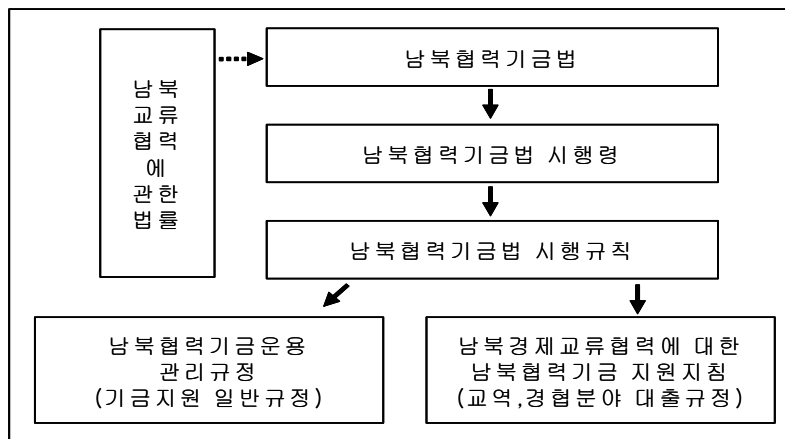 남북
교류
협력
에
관한
법률
남북협력기금법
남북협력기금법 시행령
남북협력기금법 시행규칙
남북협력기금운용
관리규정
(기금지원 일반규정)
남북경제교류협력에 대한
남북협력기금 지원지침
(교역,경협분야 대출규정)